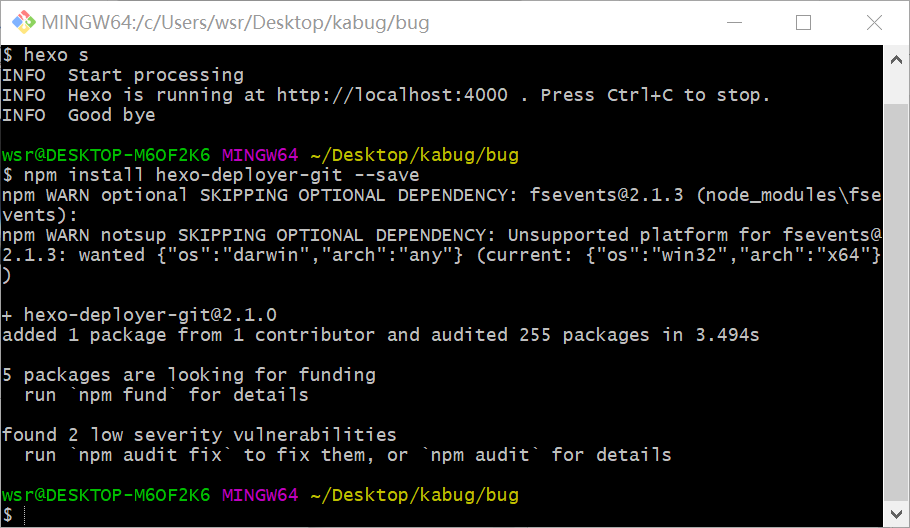 MINGW64:/c/Users/wsr/Desktop/kabug/bug
$ hexo s
INFO  Start processing
INFO  Hexo is running at http://localhost:4000 . Press Ctrl+C to stop.
INFO  Good bye
wsr@DESKTOP-M6OF2K6 MINGW64 ~/Desktop/kabug/bug
$ npm install hexo-deployer-git --save
npm WARN optional SKIPPING OPTIONAL DEPENDENCY: fsevents@2.1.3 (node_modules\fse
vents):
npm WARN notsup SKIPPING OPTIONAL DEPENDENCY: Unsupported platform for fsevents@
2.1.3: wanted {"os":"darwin","arch":"any"} (current: {"os":"win32","arch":"x64"}
)
+ hexo-deployer-git@2.1.0
added 1 package from 1 contributor and audited 255 packages in 3.494s
5 packages are looking for funding
  run `npm fund` for details
found 2 low severity vulnerabilities
  run `npm audit fix` to fix them, or `npm audit` for details
wsr@DESKTOP-M6OF2K6 MINGW64 ~/Desktop/kabug/bug
$